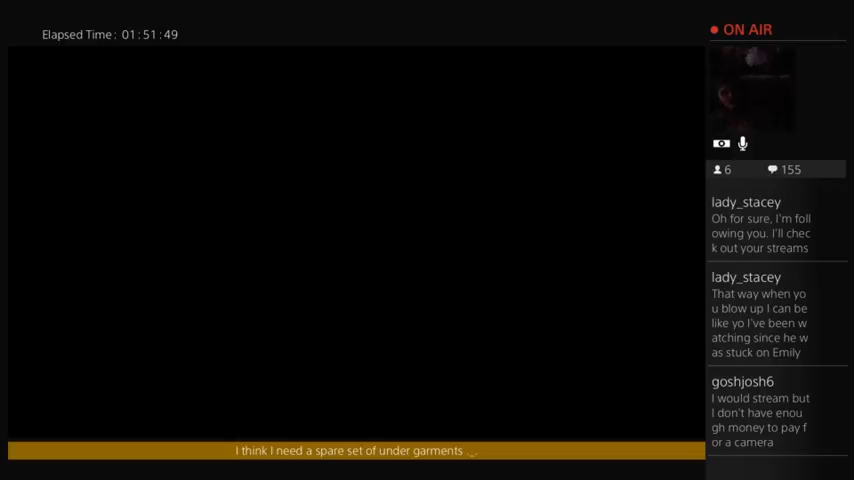 Elapsed Time: 01:51:49
ON AIR
6 155
lady_stacey
Oh for sure, I'm foll
owing you. I'll chec
k out your streams
lady_stacey
That way when yo
u blow up I can be
like yo I've been w
atching since he w
as stuck on Emily
goshjosh6
I would stream but
I don't have enou
gh money to pay f
or a camera
I think I need a spare set of under garments ._.